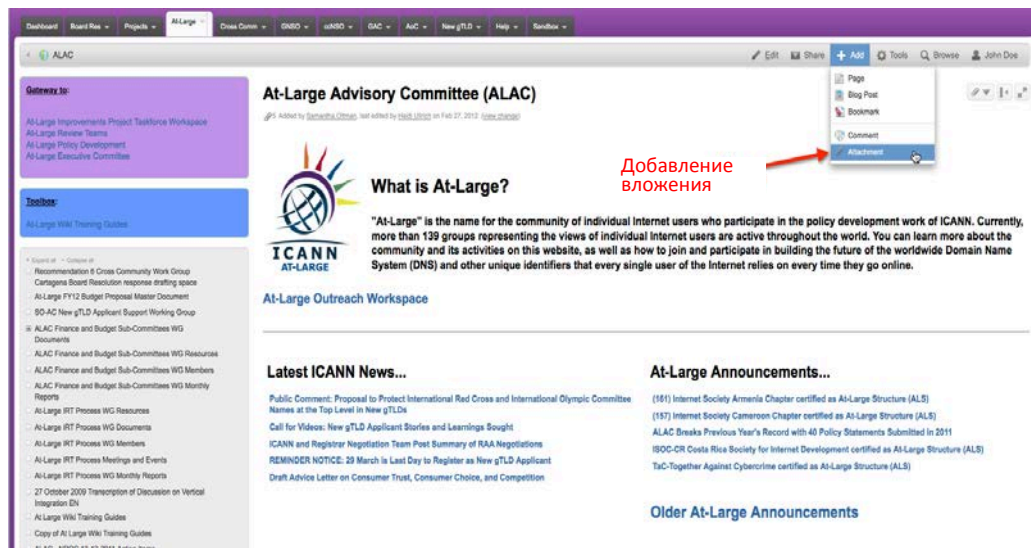 Dashboard Board Res Projects At-Large Cross Comm GNSO ccNSO GAC AoC New gTLD Help Sandbox
ALAC Edit Share Add Tools Browse John Doe
Page
Blog Post
Bookmark
Comment
Attachment
Gateway to:
At-Large Improvements Project Taskforce Workspace
At-Large Review Teams
At-Large Policy Development
At-Large Executive Committee
Toolbox:
At-Large Wiki Training Guides
Expand all Collapse all
Recommendation 6 Cross Community Work Group
Cartagena Board Resolution response drafting space
At-Large FY12 Budget Proposal Master Document
SO-AC New gTLD Applicant Support Working Group
ALAC Finance and Budget Sub-Committees WG
Documents
ALAC Finance and Budget Sub-Committees WG Resources
ALAC Finance and Budget Sub-Committees WG Members
ALAC Finance and Budget Sub-Committees WG Monthly
Reports
At-Large IRT Process WG Resources
At-Large IRT Process WG Documents
At-Large IRT Process WG Members
At-Large IRT Process Meetings and Events
At-Large IRT Process WG Monthly Reports
27 October 2009 Transcription of Discussion on Vertical
Integration EN
At Large Wiki Training Guides
Copy of At Large Wiki Training Guides
At-Large Advisory Committee (ALAC)
5 Added by Samantha Ottman, last edited by Heidi Ullrich on Feb 27, 2012 (view change)
Добавление
вложения
ICANN
AT-LARGE
What is At-Large?
"At-Large" is the name for the community of individual Internet users who participate in the policy development work of ICANN. Currently,
more than 139 groups representing the views of individual Internet users are active throughout the world. You can learn more about the
community and its activities on this website, as well as how to join and participate in building the future of the worldwide Domain Name
System (DNS) and other unique identifiers that every single user of the Internet relies on every time they go online.
At-Large Outreach Workspace
Latest ICANN News...
Public Comment: Proposal to Protect International Red Cross and International Olympic Committee
Names at the Top Level in New gTLDs
Call for Videos: New gTLD Applicant Stories and Learnings Sought
ICANN and Registrar Negotiation Team Post Summary of RAA Negotiations
REMINDER NOTICE: 29 March is Last Day to Register as New gTLD Applicant
Draft Advice Letter on Consumer Trust, Consumer Choice, and Competition
At-Large Announcements...
(161) Internet Society Armenia Chapter certified as At-Large Structure (ALS)
(157) Internet Society Cameroon Chapter certified as At-Large Structure (ALS)
ALAC Breaks Previous Year's Record with 40 Policy Statements Submitted in 2011
ISOC-CR Costa Rice Society for Internet Development certified as At-Large Structure (ALS)
TaC-Together Against Cybercrime certified as At-Large Structure (ALS)
Older At-Large Announcements